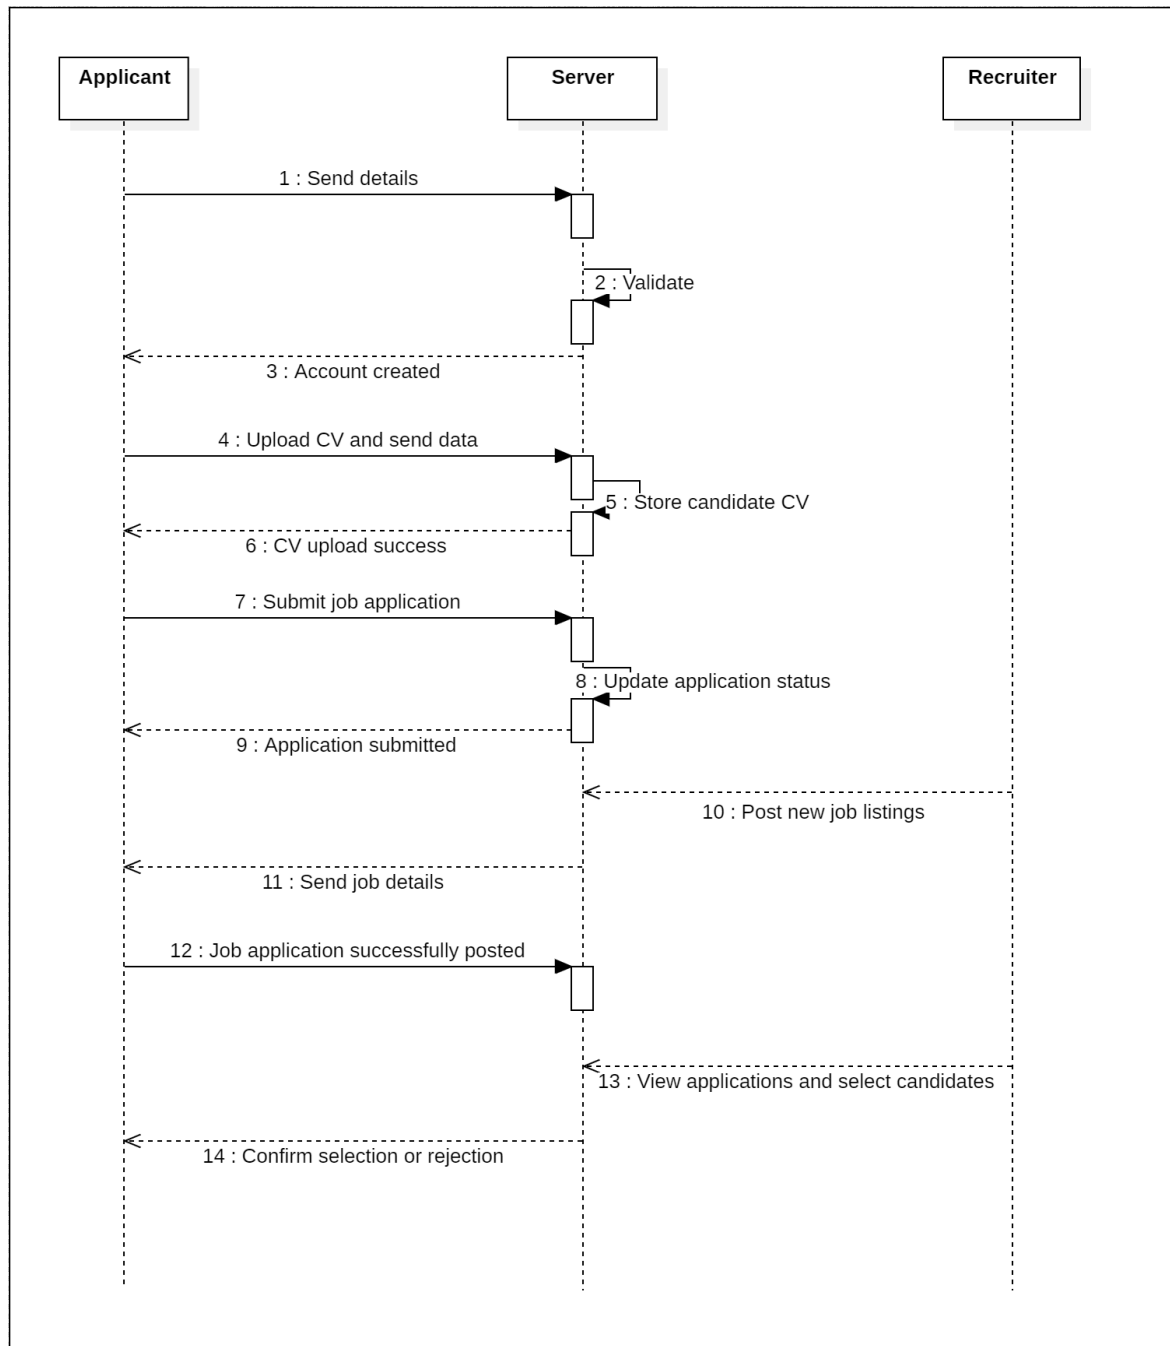 Applicant
Server
Recruiter
1 : Send details
2 : Validate
3 : Account created
4 : Upload CV and send data
5 : Store candidate CV
6 : CV upload success
7 : Submit job application
8 : Update application status
9 : Application submitted
10 : Post new job listings
11 : Send job details
12 : Job application successfully posted
13 : View applications and select candidates
14 : Confirm selection or rejection